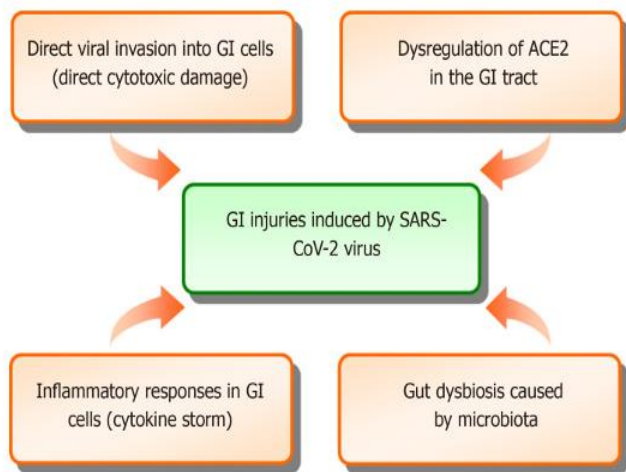 Direct viral invasion into GI cells
(direct cytotoxic damage)
Dysregulation of ACE2
in the GI tract
GI injuries induced by SARS-
CoV-2 virus
Inflammatory responses in GI
cells (cytokine storm)
Gut dysbiosis caused
by microbiota